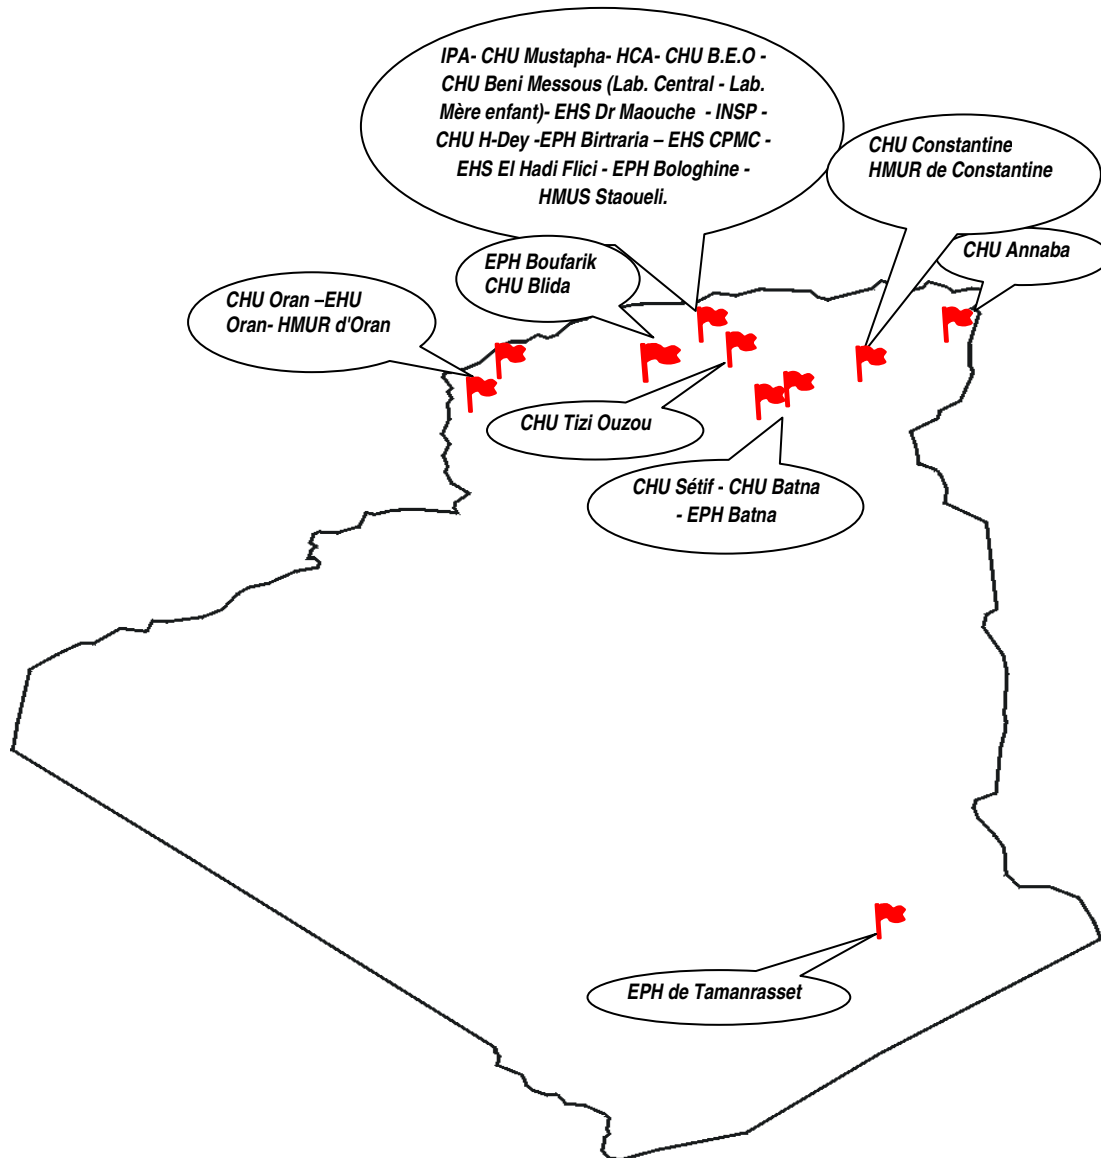 IPA- CHU Mustapha- HCA- CHU B.E.O -
CHU Beni Messous (Lab. Central - Lab.
Mère enfant)- EHS Dr Maouche  - INSP -
CHU H-Dey -EPH Birtraria – EHS CPMC -
EHS El Hadi Flici - EPH Bologhine -
HMUS Staoueli.
CHU Constantine
HMUR de Constantine
CHU Annaba
EPH Boufarik
CHU Blida
CHU Oran –EHU
Oran- HMUR d'Oran
CHU Tizi Ouzou
CHU Sétif - CHU Batna
- EPH Batna
EPH de Tamanrasset